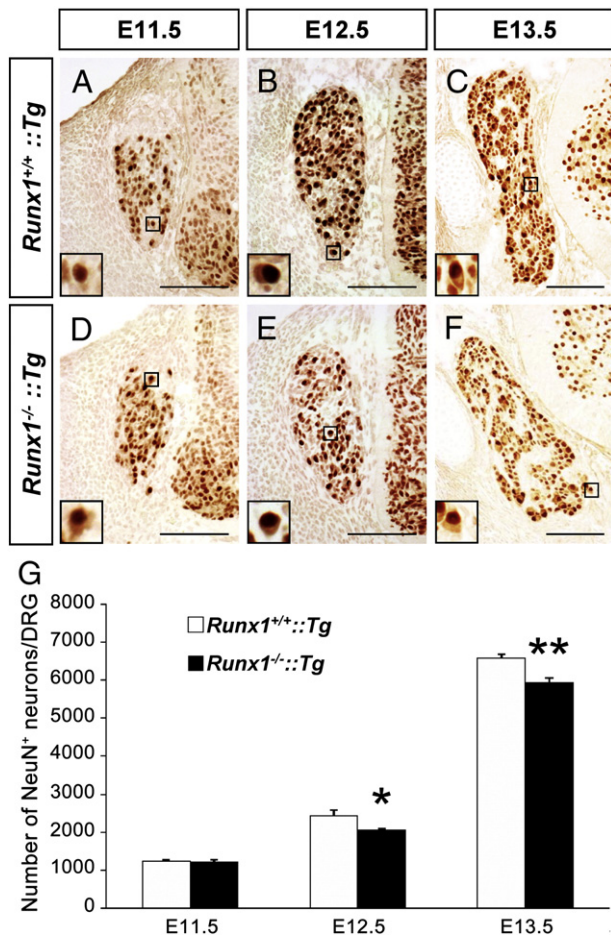 E11.5 E12.5 E13.5
Runx1+/+ ::Tg
A B C
Runx1-/- ::Tg
D E F
G
Number of NeuN+ neurons/DRG
8000
7000
6000
5000
4000
3000
2000
1000
0
Runx1+/+::Tg
Runx1-/-::Tg
*
**
E11.5 E12.5 E13.5